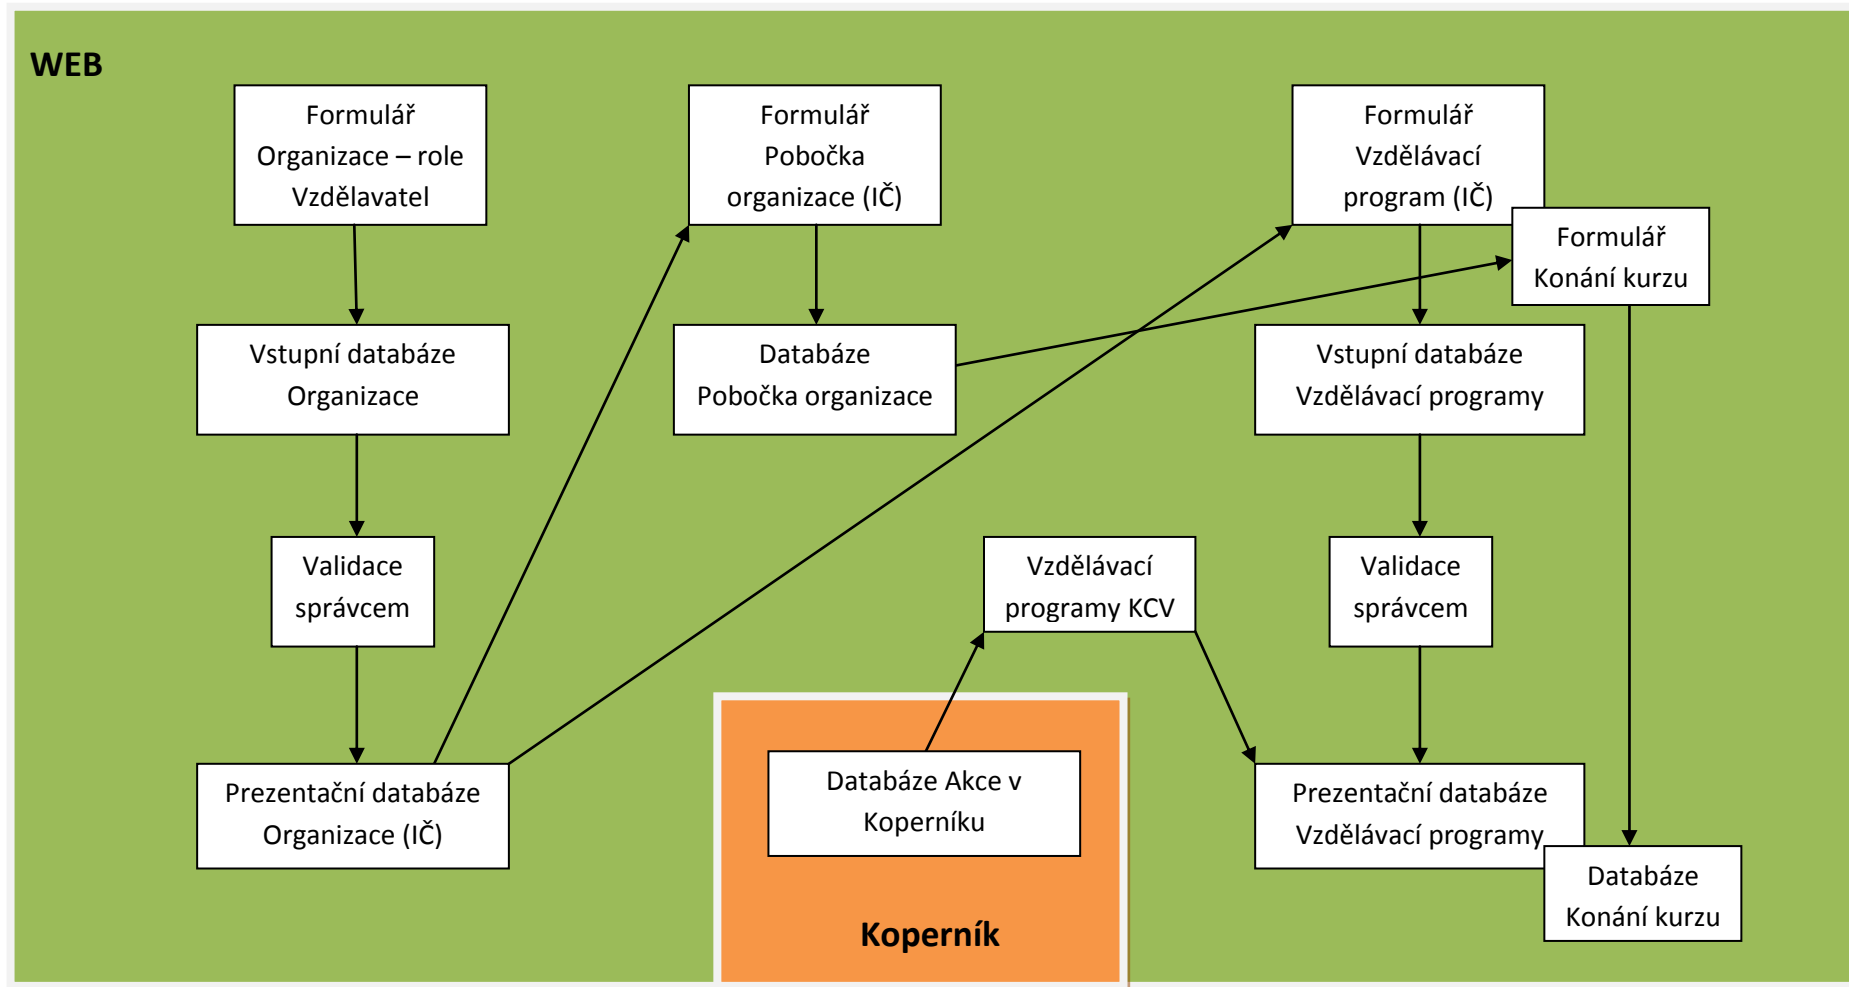 WEB
Formulář
Organizace – role
Vzdělavatel
Formulář
Pobočka
organizace (IČ)
Formulář
Vzdělávací
program (IČ)
Formulář
Konání kurzu
Vstupní databáze
Organizace
Databáze
Pobočka organizace
Vstupní databáze
Vzdělávací programy
Validace
správcem
Vzdělávací
programy KCV
Validace
správcem
Prezentační databáze
Organizace (IČ)
Databáze Akce v
Koperníku
Prezentační databáze
Vzdělávací programy
Databáze
Konání kurzu
Koperník